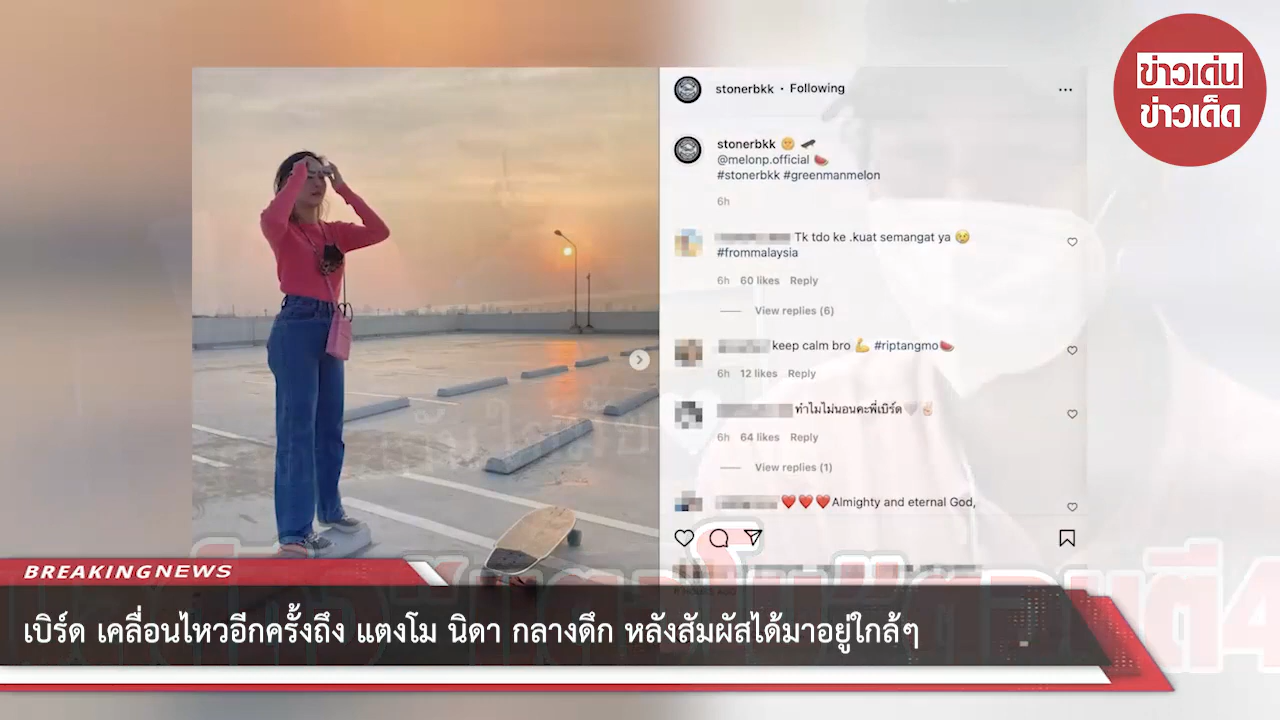 ข่าวเด่น
ข่าวเด็ด
stonerbkk • Following
stonerbkk 🌝 🛹
@melonp.official 🍉
#stonerbkk #greenmanmelon
6h
Tk tdo ke .kuat semangat ya 😢
#frommalaysia
6h 60 likes Reply
View replies (6)
keep calm bro 💪 #riptangmo🍉
6h 12 likes Reply
ทำไมไม่นอนคะพี่เบิร์ด🤍✌🏻
6h 64 likes Reply
View replies (1)
❤️❤️❤️Almighty and eternal God,
BREAKING NEWS
เบิร์ด เคลื่อนไหวอีกครั้งถึง แตงโม นิดา กลางดึก หลังสัมผัสได้มาอยู่ใกล้ๆ